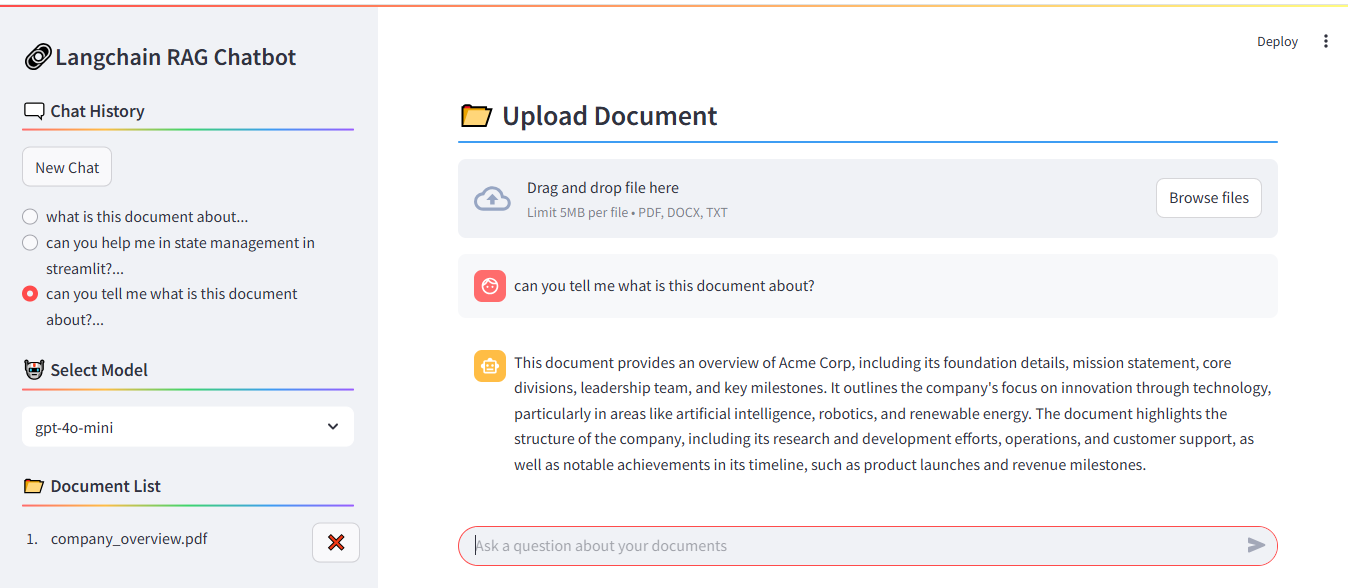 Langchain RAG Chatbot
Chat History
New Chat
what is this document about...
can you help me in state management in
streamlit?...
can you tell me what is this document
about?...
Select Model
gpt-4o-mini
Document List
1. company_overview.pdf
Deploy
Upload Document
Drag and drop file here
Limit 5MB per file • PDF, DOCX, TXT
Browse files
can you tell me what is this document about?
This document provides an overview of Acme Corp, including its foundation details, mission statement, core
divisions, leadership team, and key milestones. It outlines the company's focus on innovation through technology,
particularly in areas like artificial intelligence, robotics, and renewable energy. The document highlights the
structure of the company, including its research and development efforts, operations, and customer support, as
well as notable achievements in its timeline, such as product launches and revenue milestones.
Ask a question about your documents